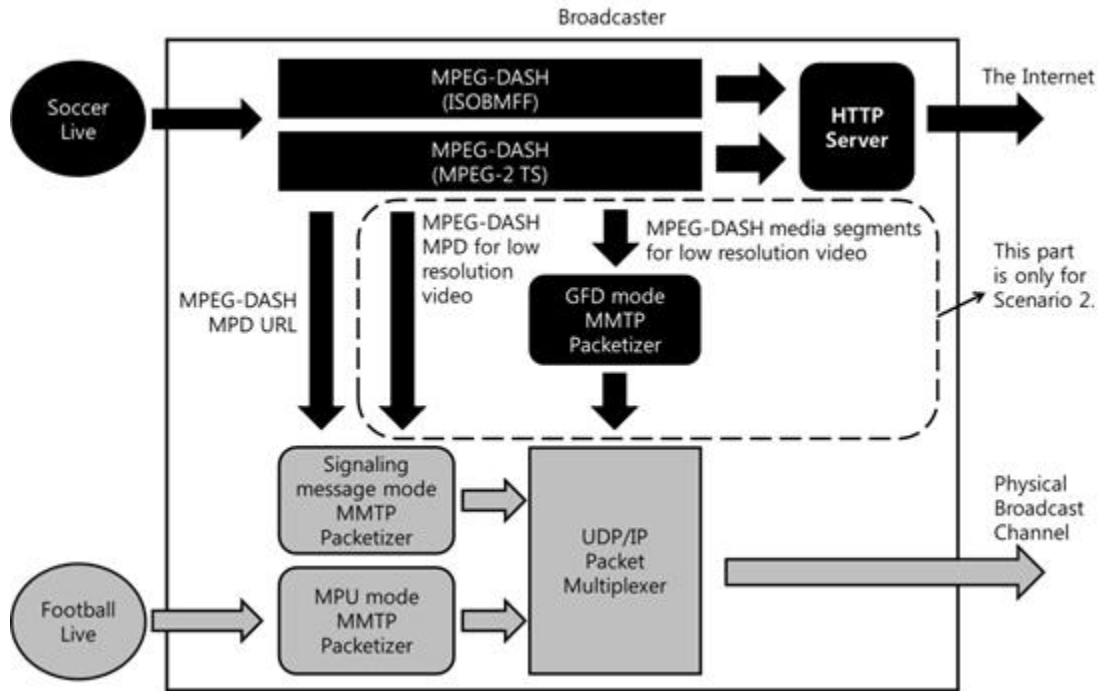 Broadcaster
Soccer
Live
MPEG-DASH
(ISOBMFF)
MPEG-DASH
(MPEG-2 TS)
HTTP
Server
The Internet
MPEG-DASH
MPD URL
MPEG-DASH
MPD for low
resolution
video
MPEG-DASH media segments
for low resolution video
GFD mode
MMTP
Packetizer
This part
is only for
Scenario 2.
Signaling
message mode
MMTP
Packetizer
UDP/IP
Packet
Multiplexer
Physical
Broadcast
Channel
Football
Live
MPU mode
MMTP
Packetizer